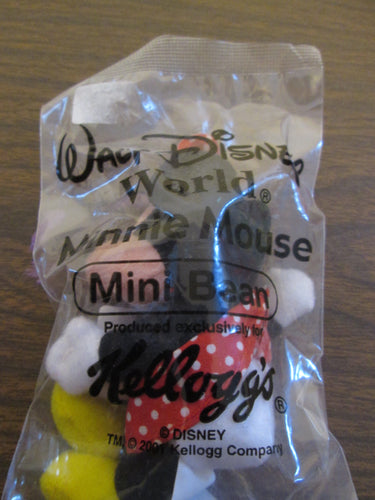 Walt Disney
World®
Minnie Mouse
Mini Bean
Produced exclusively for
Kellogg's®
© DISNEY
TM, © 2001 Kellogg Company